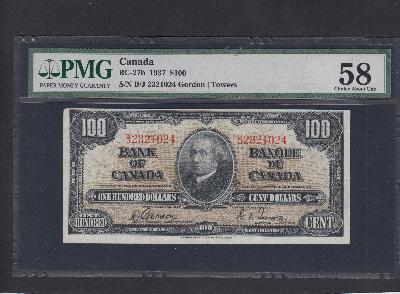 PMG
PAPER MONEY GUARANTY
Canada
BC-27b 1937 $100
S/N B/J 2321024 Gordon | Towers
58
Choice About Unc
100
100
B/J 2321024
B/J 2321024
BANK OF CANADA
BANQUE DU CANADA
ONE HUNDRED DOLLARS
CENT DOLLARS
HUNDRED
100
CENT